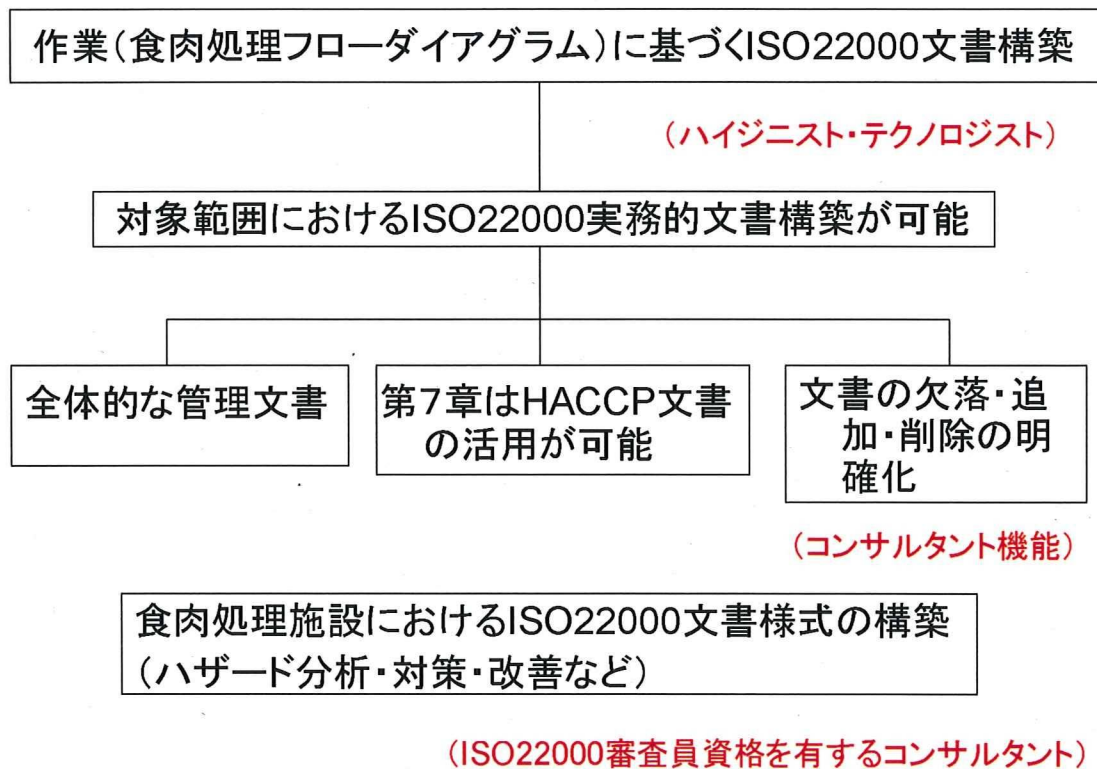 作業(食肉処理フローダイアグラム)に基づくISO22000文書構築
(ハイジニスト・テクノロジスト)
対象範囲におけるISO22000実務的文書構築が可能
全体的な管理文書
第7章はHACCP文書
の活用が可能
文書の欠落・追
加・削除の明
確化
(コンサルタント機能)
食肉処理施設におけるISO22000文書様式の構築
(ハザード分析・対策・改善など)
(ISO22000審査員資格を有するコンサルタント)